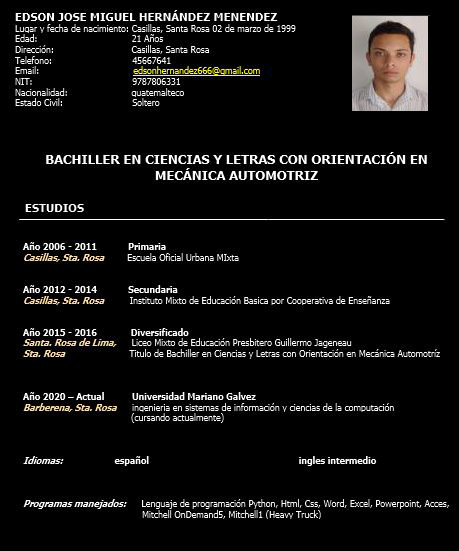 EDSON JOSE MIGUEL HERNÁNDEZ MENENDEZ
Lugar y fecha de nacimiento: Casillas, Santa Rosa 02 de marzo de 1999
Edad: 21 Años
Dirección: Casillas, Santa Rosa
Telefono: 45667641
Email: edsonhernandez666@gmail.com
NIT: 9787806331
Nacionalidad: guatemalteco
Estado Civil: Soltero
BACHILLER EN CIENCIAS Y LETRAS CON ORIENTACIÓN EN
MECÁNICA AUTOMOTRIZ
ESTUDIOS
Año 2006 - 2011 Primaria
Casillas, Sta. Rosa Escuela Oficial Urbana MIxta
Año 2012 - 2014 Secundaria
Casillas, Sta. Rosa Instituto Mixto de Educación Basica por Cooperativa de Enseñanza
Año 2015 - 2016 Diversificado
Santa. Rosa de Lima, Liceo Mixto de Educación Presbitero Guillermo Jageneau
Sta. Rosa Titulo de Bachiller en Ciencias y Letras con Orientación en Mecánica Automotríz
Año 2020 – Actual Universidad Mariano Galvez
Barberena, Sta. Rosa ingenieria en sistemas de información y ciencias de la computación
(cursando actualmente)
Idiomas: español ingles intermedio
Programas manejados: Lenguaje de programación Python, Html, Css, Word, Excel, Powerpoint, Acces,
Mitchell OnDemand5, Mitchell1 (Heavy Truck)